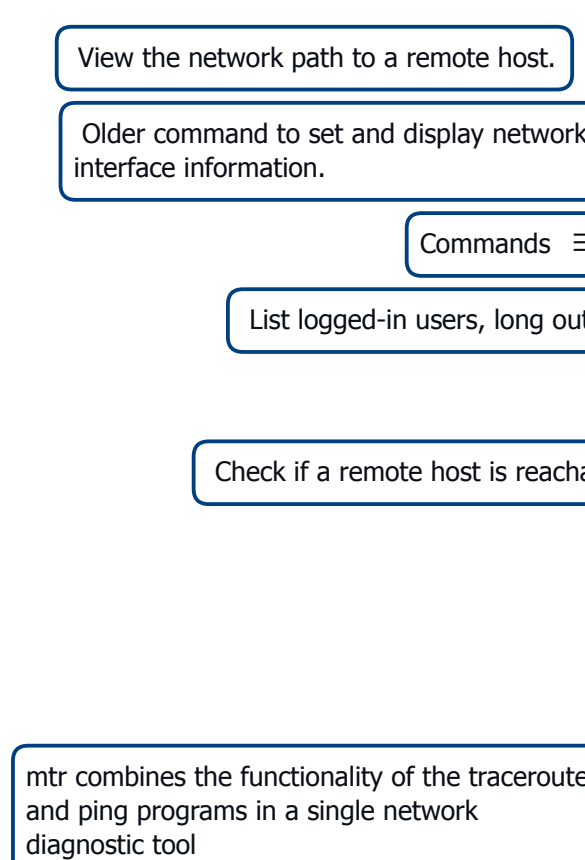 View the network path to a remote host.
Older command to set and display network
interface information.
Commands
List logged-in users, long
Check if a remote host is
mtr combines the functionality of the traceroute
and ping programs in a single network
diagnostic tool